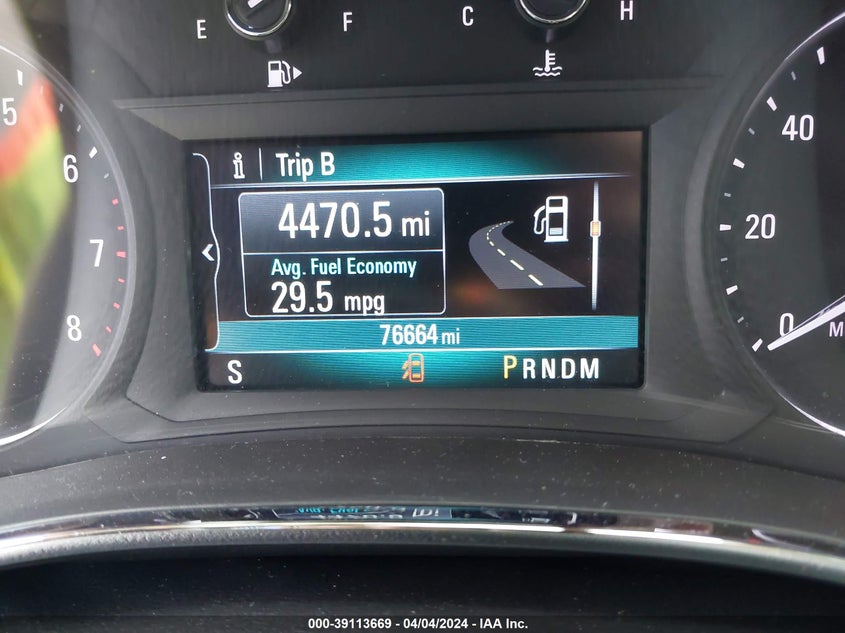 E F C H
5
6
7
8
40
20
0
M
i Trip B
4470.5 mi
Avg. Fuel Economy
29.5 mpg
76664 mi
S PRNDM
000-39113669 - 04/04/2024 - IAA Inc.